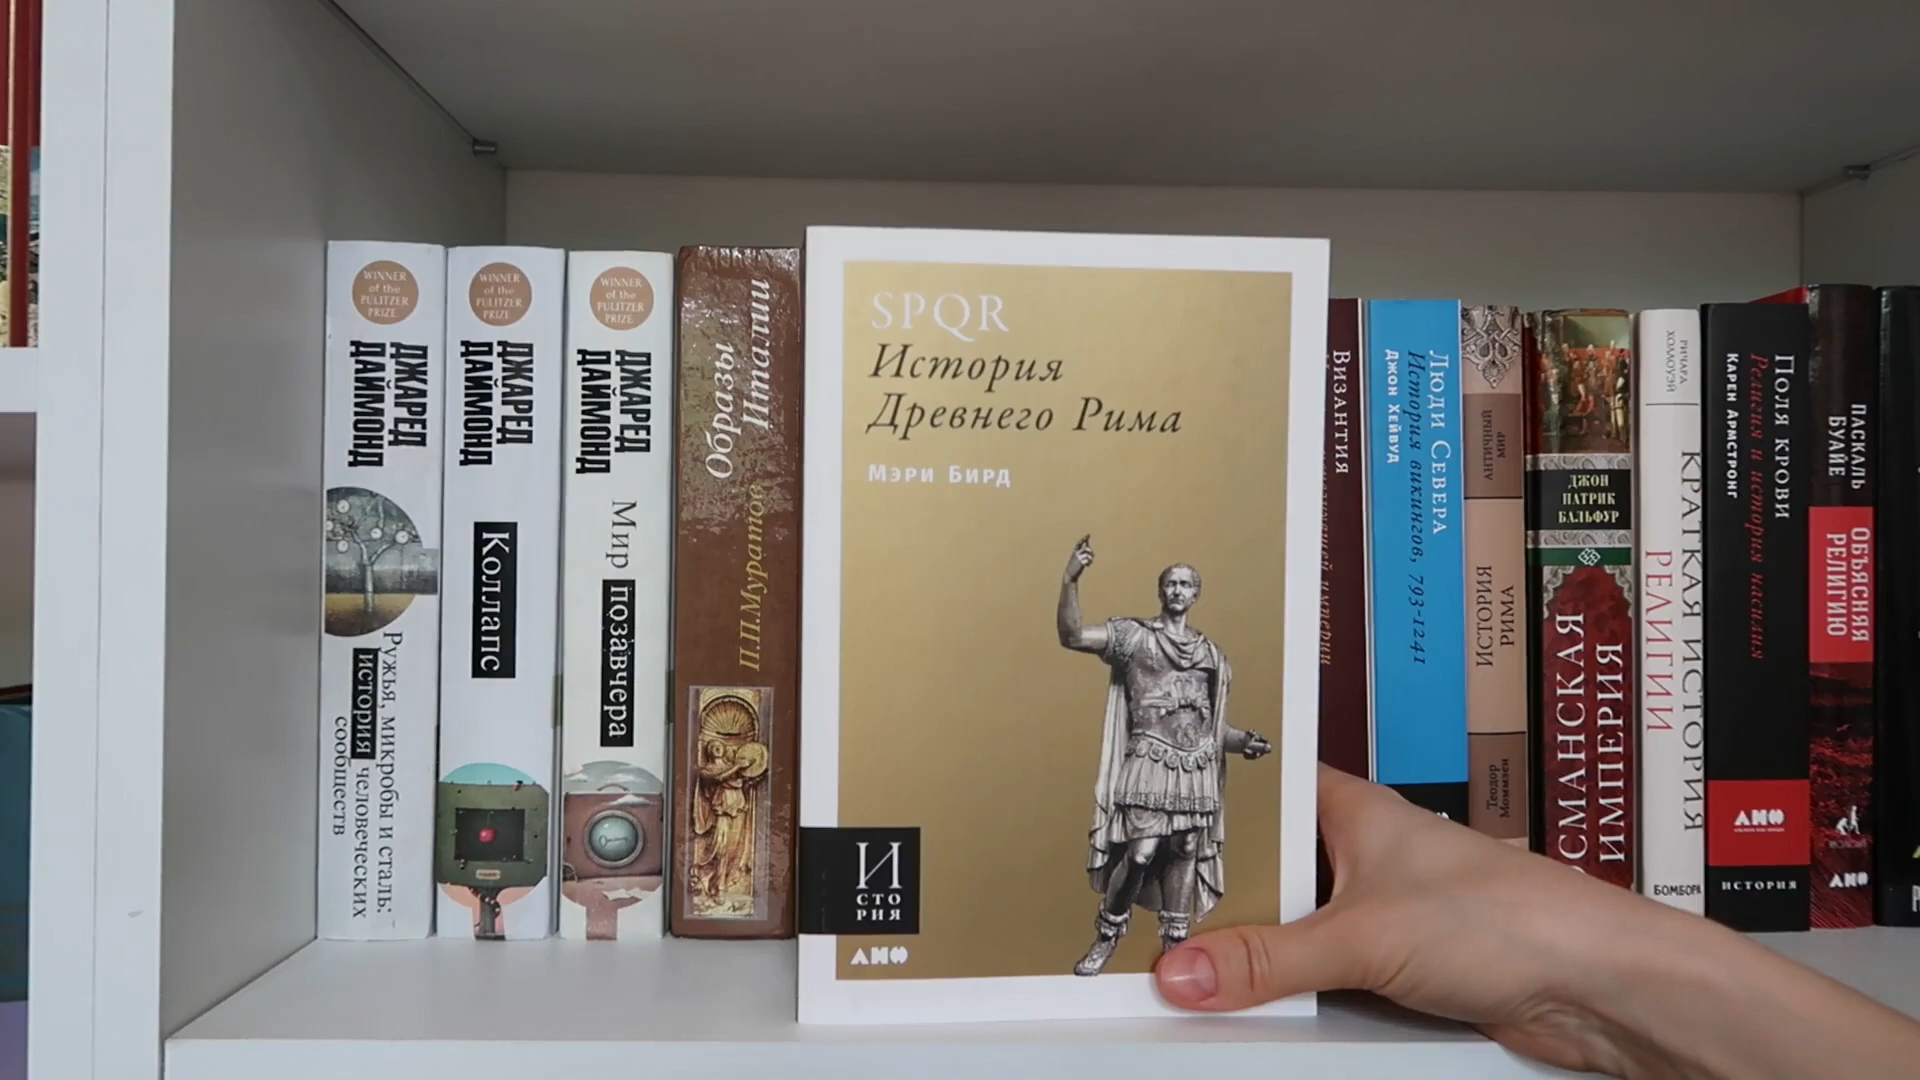 WINNER
of the
PULITZER
PRIZE
ДЖАРЕД
ДАЙМОНД
Ружья, микробы и сталь:
история человеческих
сообществ
WINNER
of the
PULITZER
PRIZE
ДЖАРЕД
ДАЙМОНД
Коллапс
WINNER
of the
PULITZER
PRIZE
ДЖАРЕД
ДАЙМОНД
Мир позавчера
П.П.Муратов
Образы
Италии
SPQR
История
Древнего Рима
Мэри Бирд
И
СТО
РИЯ
ВИЗАНТИЯ
империи
Люди Севера
История викингов, 793-1241
Джон Хейвуд
АНТИЧНЫЙ
МИР
ИСТОРИЯ
РИМА
Теодор
Моммзен
ДЖОН
ПАТРИК
БАЛЬФУР
ОСМАНСКАЯ
ИМПЕРИЯ
РИЧАРД
ХОЛЛОУЭЙ
КРАТКАЯ ИСТОРИЯ
РЕЛИГИИ
БОМБОРА
Поля крови
Религия и история насилия
Карен Армстронг
ИСТОРИЯ
ПАСКАЛЬ
БУАЙЕ
ОБЪЯСНЯЯ
РЕЛИГИЮ